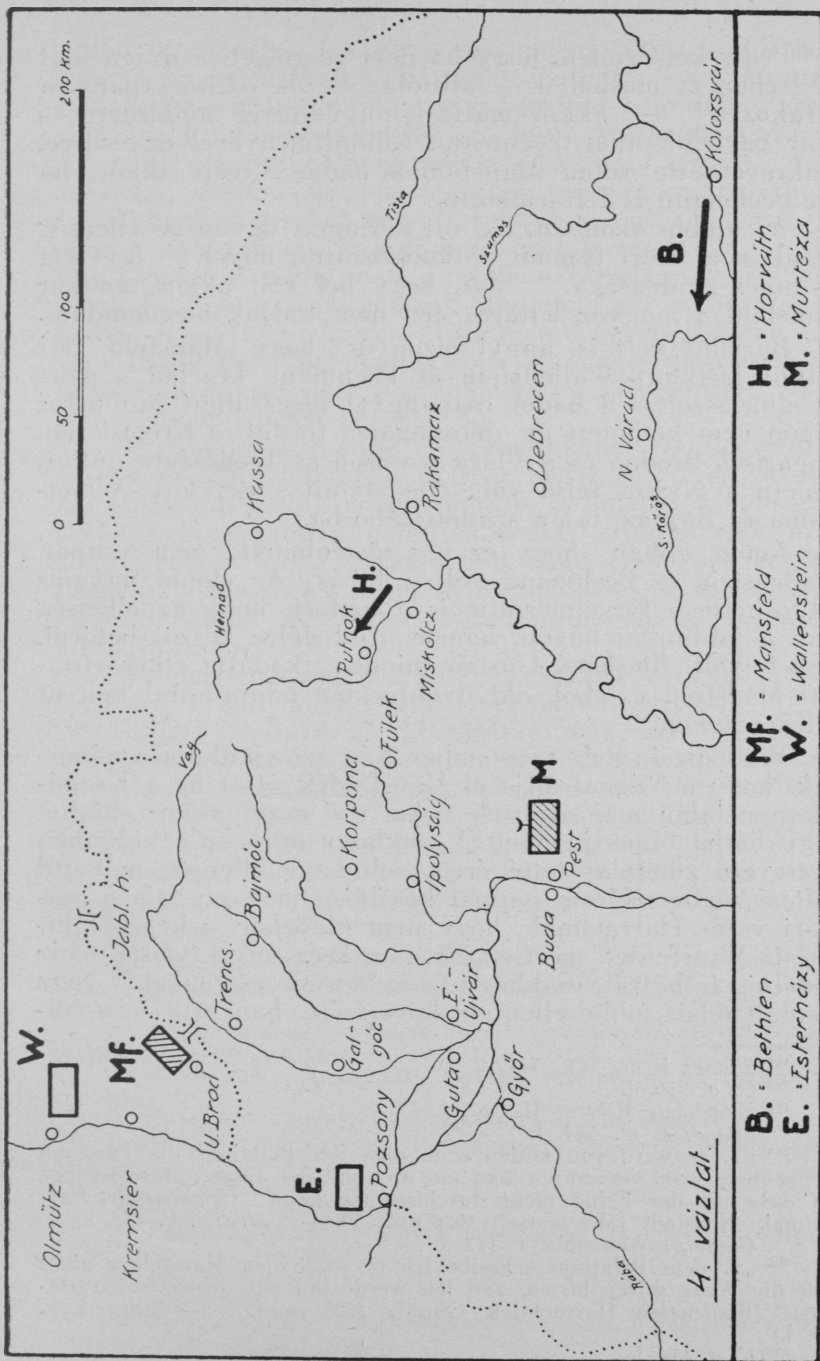 Olmütz
0 50 100 200 km.
W.
Kremsier
Mf.
Jabl. h.
U. Brod
Vág
Hernád
Trencs
Bajmóc
Kassa
E.
Gal-
góc
Korpona
Putnok
H.
Fülek
Miskolcz
Rakamacz
Tisza
Pozsony
Guta
É-
Ujvár
Ipolyság
Szamos
Győr
Buda
Pest
M
Debrecen
Rába
V. Várad
S. Körös
B.
Kolozsvár
4. vázlat.
B. : Bethlen
E. : Esterházy
Mf. : Mansfeld
W. : Wallenstein
H. : Horváth
M. : Murteza